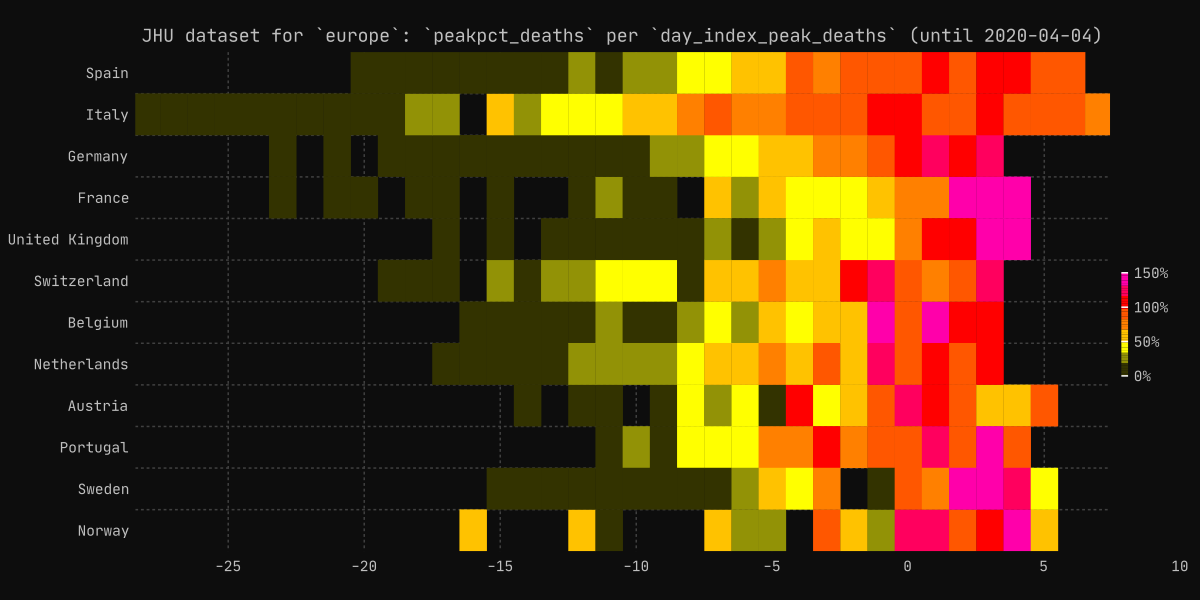 JHU dataset for `europe`: `peakpct_deaths` per `day_index_peak_deaths` (until 2020-04-04)
Spain
Italy
Germany
France
United Kingdom
Switzerland
Belgium
Netherlands
Austria
Portugal
Sweden
Norway
150%
100%
50%
0%
-25 -20 -15 -10 -5 0 5 10